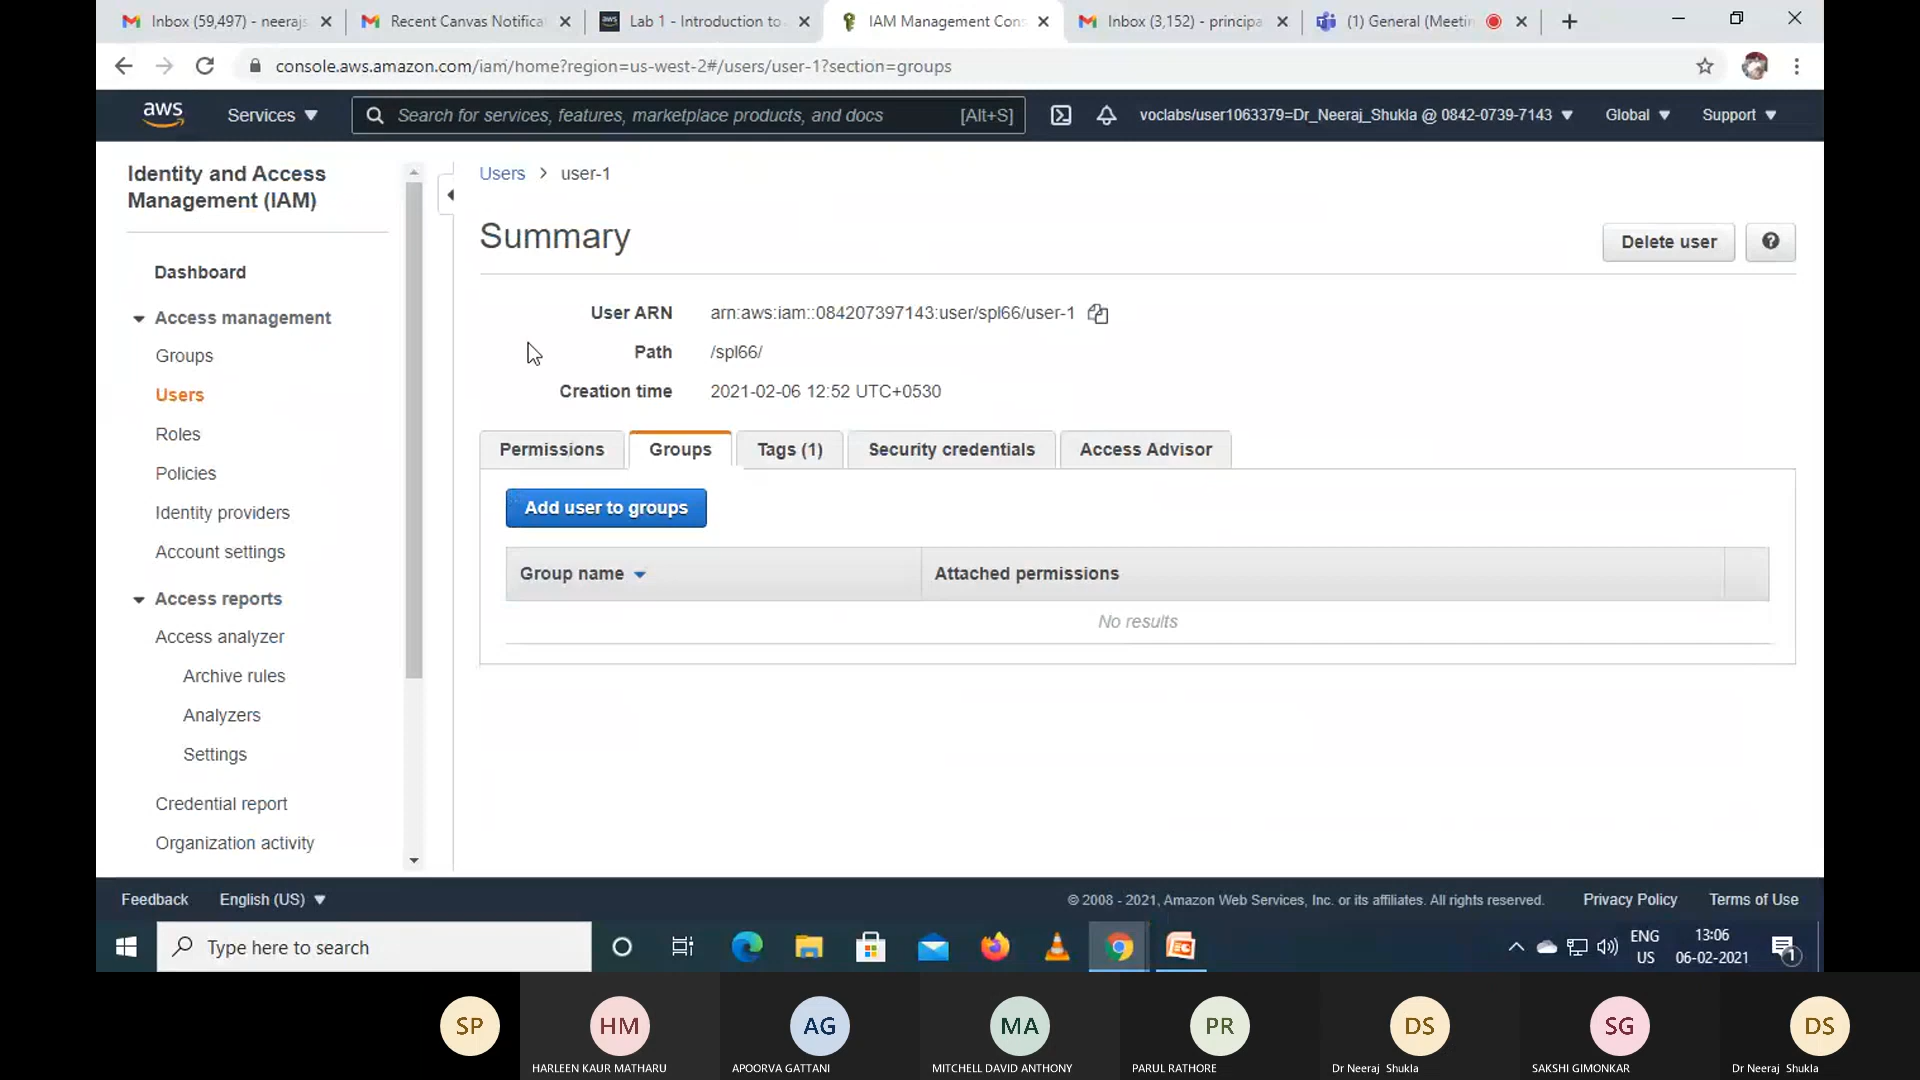 Inbox (59,497) - neerajs
Recent Canvas Notifica
Lab 1 - Introduction to
IAM Management Con
Inbox (3,152) - principa
(1) General (Meetin
console.aws.amazon.com/iam/home?region=us-west-2#/users/user-1?section=groups
aws
Services
Search for services, features, marketplace products, and docs
[Alt+S]
voclabs/user1063379=Dr_Neeraj_Shukla @ 0842-0739-7143
Global
Support
Identity and Access
Management (IAM)
Dashboard
Access management
Groups
Users
Roles
Policies
Identity providers
Account settings
Access reports
Access analyzer
Archive rules
Analyzers
Settings
Credential report
Organization activity
Users > user-1
Summary
Delete user
?
User ARN arn:aws:iam::084207397143:user/spl66/user-1
Path /spl66/
Creation time 2021-02-06 12:52 UTC+0530
Permissions
Groups
Tags (1)
Security credentials
Access Advisor
Add user to groups
Group name
Attached permissions
No results
Feedback
English (US)
© 2008 - 2021, Amazon Web Services, Inc. or its affiliates. All rights reserved.
Privacy Policy
Terms of Use
Type here to search
ENG
US
13:06
06-02-2021
1
SP
HM
AG
MA
PR
DS
SG
DS
HARLEEN KAUR MATHARU
APOORVA GATTANI
MITCHELL DAVID ANTHONY
PARUL RATHORE
Dr Neeraj Shukla
SAKSHI GIMONKAR
Dr Neeraj Shukla